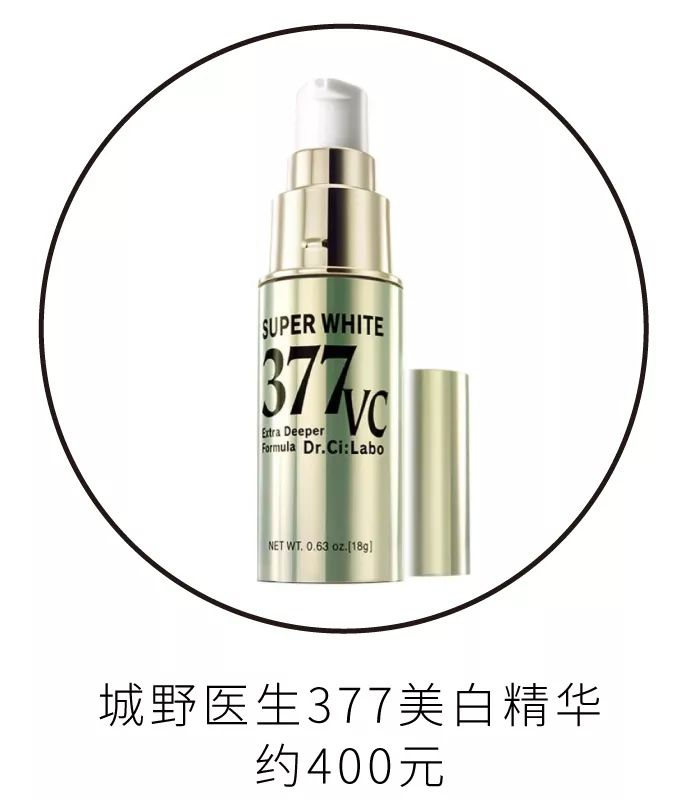 SUPER WHITE
377VC
Extra Deeper
Formula Dr.Ci:Labo
NET WT. 0.63 oz.[18g]
城野医生377美白精华
约400元